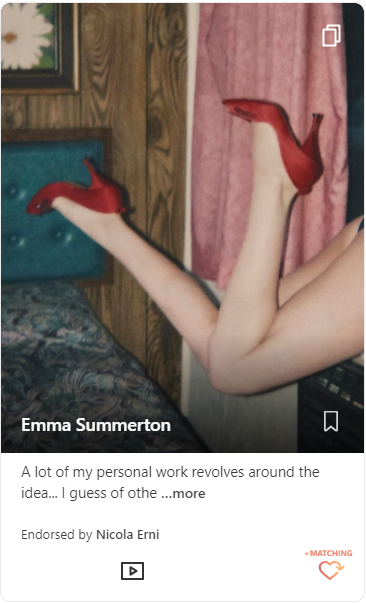 Emma Summerton
A lot of my personal work revolves around the
idea... I guess of othe ...more
Endorsed by Nicola Erni
+MATCHING